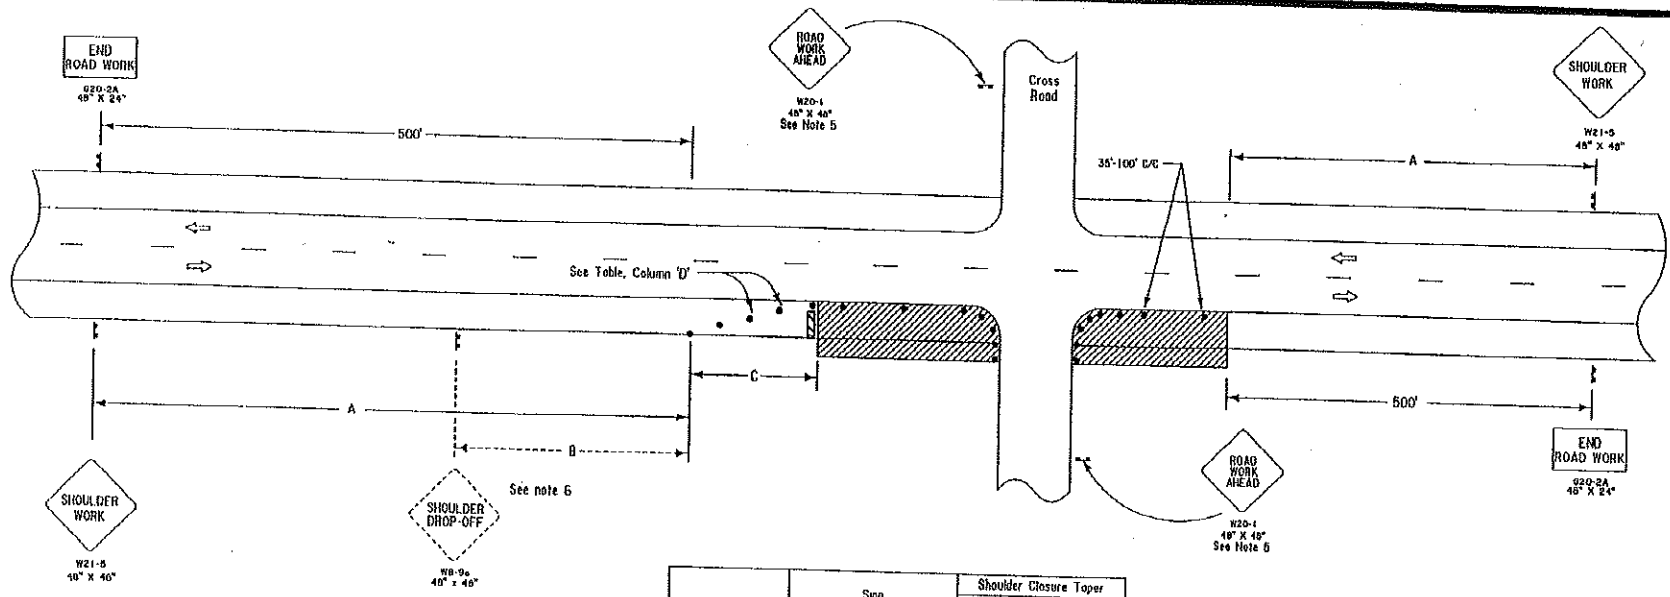 END
ROAD WORK
G20-2A
48" X 24"
500'
ROAD
WORK
AHEAD
W20-1
48" X 48"
See Note 5
Cross
Road
SHOULDER
WORK
W21-5
48" X 48"
35'-100' C/C
A
See Table, Column 'D'
C
A
B
500'
SHOULDER
WORK
W21-5
48" X 48"
SHOULDER
DROP-OFF
W8-9a
48" x 48"
See note 6
ROAD
WORK
AHEAD
W20-1
48" X 48"
See Note 5
END
ROAD WORK
G20-2A
48" X 24"
Sign
Shoulder Closure Taper